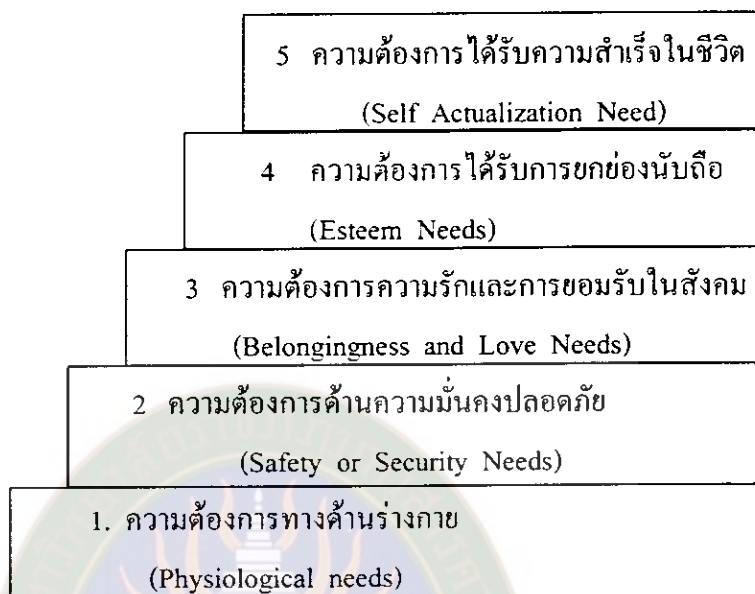 5 ความต้องการได้รับความสำเร็จในชีวิต
(Self Actualization Need)
4 ความต้องการได้รับการยกย่องนับถือ
(Esteem Needs)
3 ความต้องการความรักและการยอมรับในสังคม
(Belongingness and Love Needs)
2 ความต้องการด้านความมั่นคงปลอดภัย
(Safety or Security Needs)
1. ความต้องการทางด้านร่างกาย
(Physiological needs)